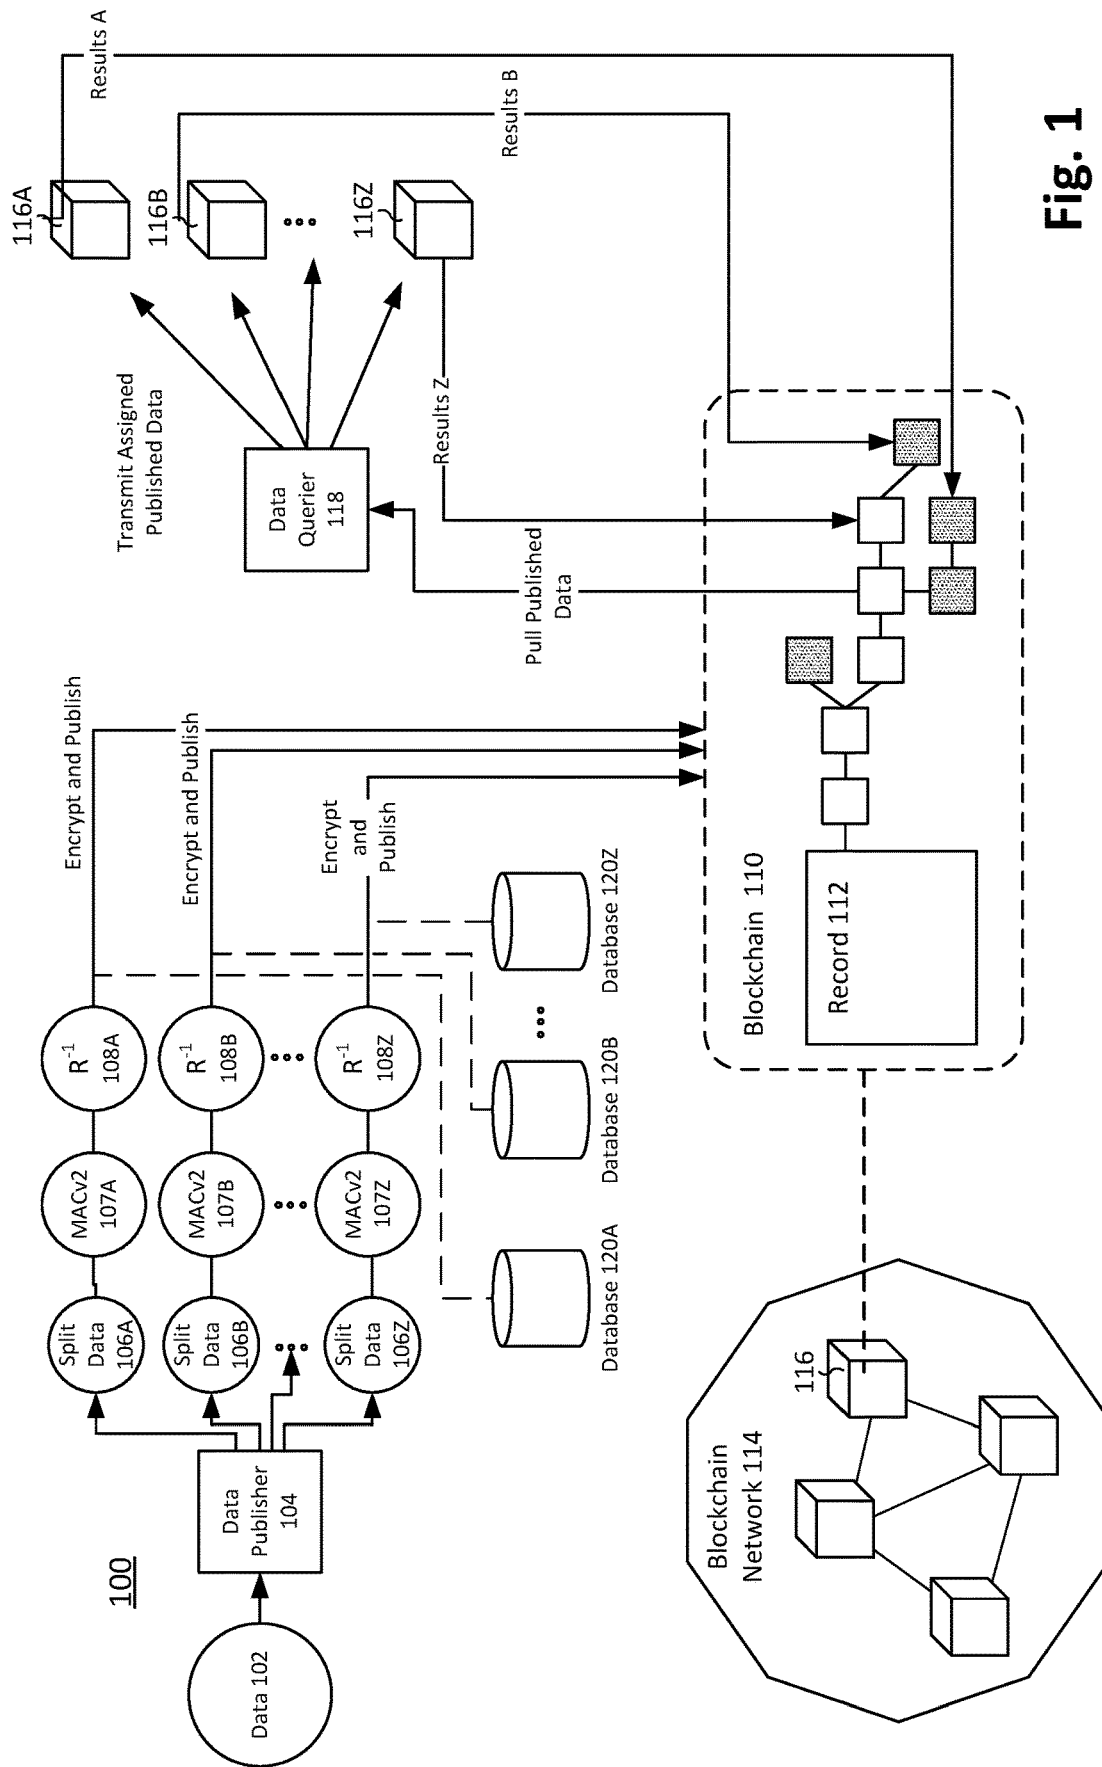 100
Data 102
Data
Publisher
104
Split
Data
106A
MACv2
107A
R-1
108A
Encrypt and Publish
Split
Data
106B
MACv2
107B
R-1
108B
Encrypt and Publish
Split
Data
106Z
MACv2
107Z
R-1
108Z
Encrypt
and
Publish
Database 120A
Database 120B
Database 120Z
Transmit Assigned
Published Data
Data
Querier
118
116A
116B
116Z
Results A
Results B
Results Z
Pull Published
Data
Blockchain
Network 114
116
Blockchain 110
Record 112
Fig. 1